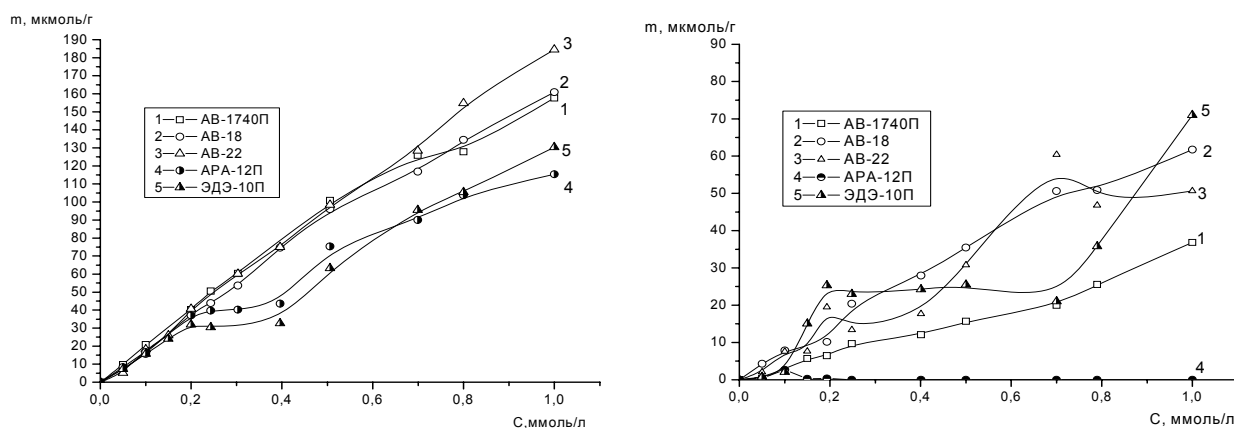 m, мкмоль/г
190
180
170
160
150
140
130
120
110
100
90
80
70
60
50
40
30
20
10
0
0,0 0,2 0,4 0,6 0,8 1,0
С,ммоль/л
1 АВ-1740П
2 АВ-18
3 АВ-22
4 АРА-12П
5 ЭДЭ-10П
3
2
1
5
4
m, мкмоль/г
90
80
70
60
50
40
30
20
10
0
0,0 0,2 0,4 0,6 0,8 1,0
С, ммоль/л
1 АВ-1740П
2 АВ-18
3 АВ-22
4 АРА-12П
5 ЭДЭ-10П
5
2
3
1
4